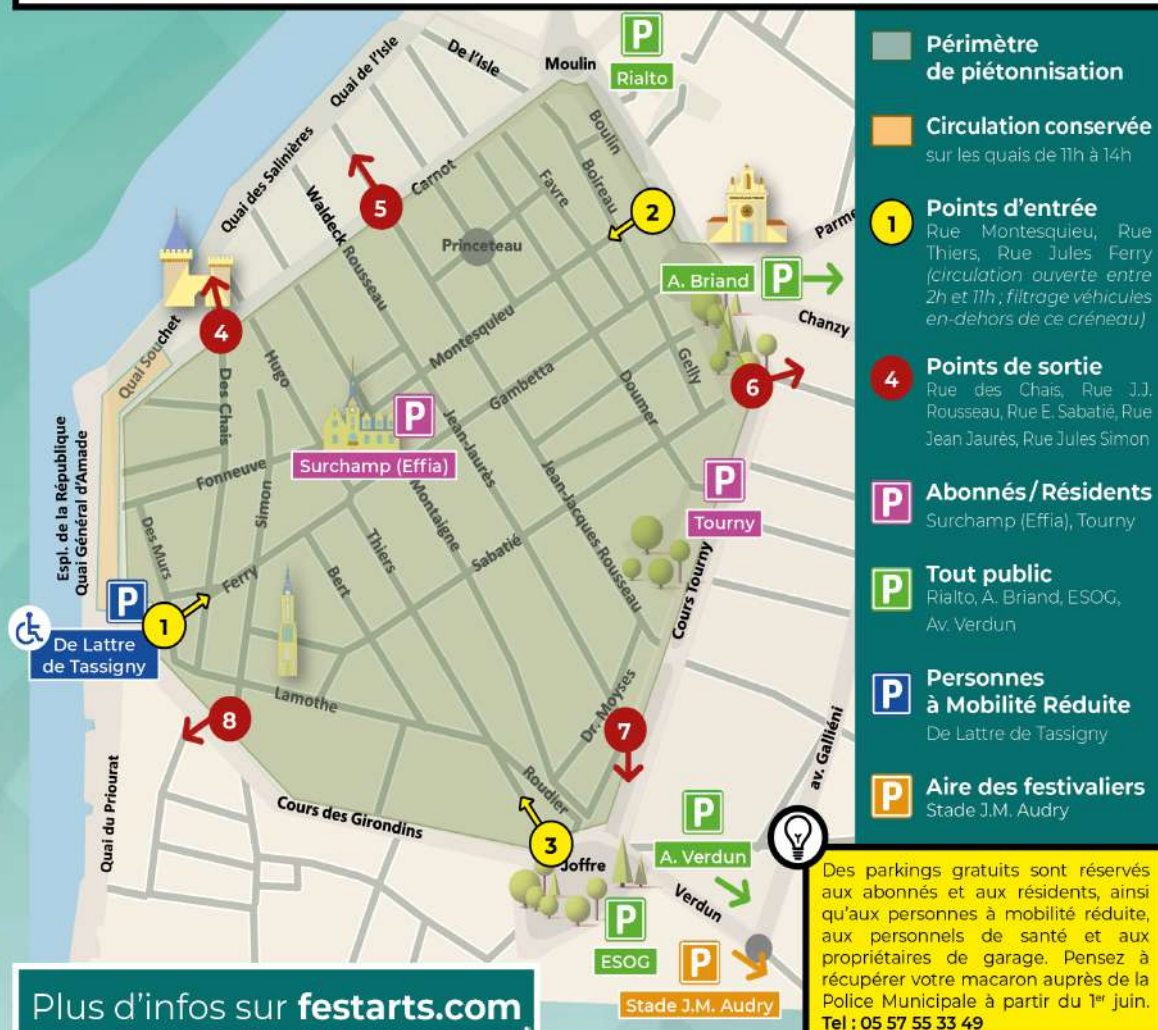 Moulin
De l'Isle
Quai de l'Isle
Quai des Salinières
P
Rialto
Boulin
Boireau
Favre
Carnot
5
2
Waldeck Rousseau
Princeteau
A. Briand
P
Chanzy
4
Quai Souchet
Des Chais
Hugo
Montesquieu
Gambetta
Gelly
Doumer
6
P
Surchamp (Effia)
Jean-Jaurès
Jean-Jacques Rousseau
P
Tourny
Espl. de la République
Quai Général d'Amade
Fonneuve
Simon
Montaigne
Thiers
Sabatié
Des Murs
Ferry
Bert
Cours Tourny
P
1
De Lattre
de Tassigny
Lamothe
8
Dr. Moyses
7
av. Galliéni
Quai du Priourat
Cours des Girondins
Roudier
3
Joffre
P
A. Verdun
Verdun
P
ESOG
P
Stade J.M. Audry
Périmètre
de piétonnisation
Circulation conservée
sur les quais de 11h à 14h
1
Points d'entrée
Rue Montesquieu, Rue
Thiers, Rue Jules Ferry
(circulation ouverte entre
2h et 11h ; filtrage véhicules
en-dehors de ce créneau)
4
Points de sortie
Rue des Chais, Rue J.J.
Rousseau, Rue E. Sabatié, Rue
Jean Jaurès, Rue Jules Simon
P
Abonnés / Résidents
Surchamp (Effia), Tourny
P
Tout public
Rialto, A. Briand, ESOG,
Av. Verdun
P
Personnes
à Mobilité Réduite
De Lattre de Tassigny
P
Aire des festivaliers
Stade J.M. Audry
Des parkings gratuits sont réservés
aux abonnés et aux résidents, ainsi
qu'aux personnes à mobilité réduite,
aux personnels de santé et aux
propriétaires de garage. Pensez à
récupérer votre macaron auprès de la
Police Municipale à partir du 1er juin.
Tel : 05 57 55 33 49
Plus d'infos sur festarts.com